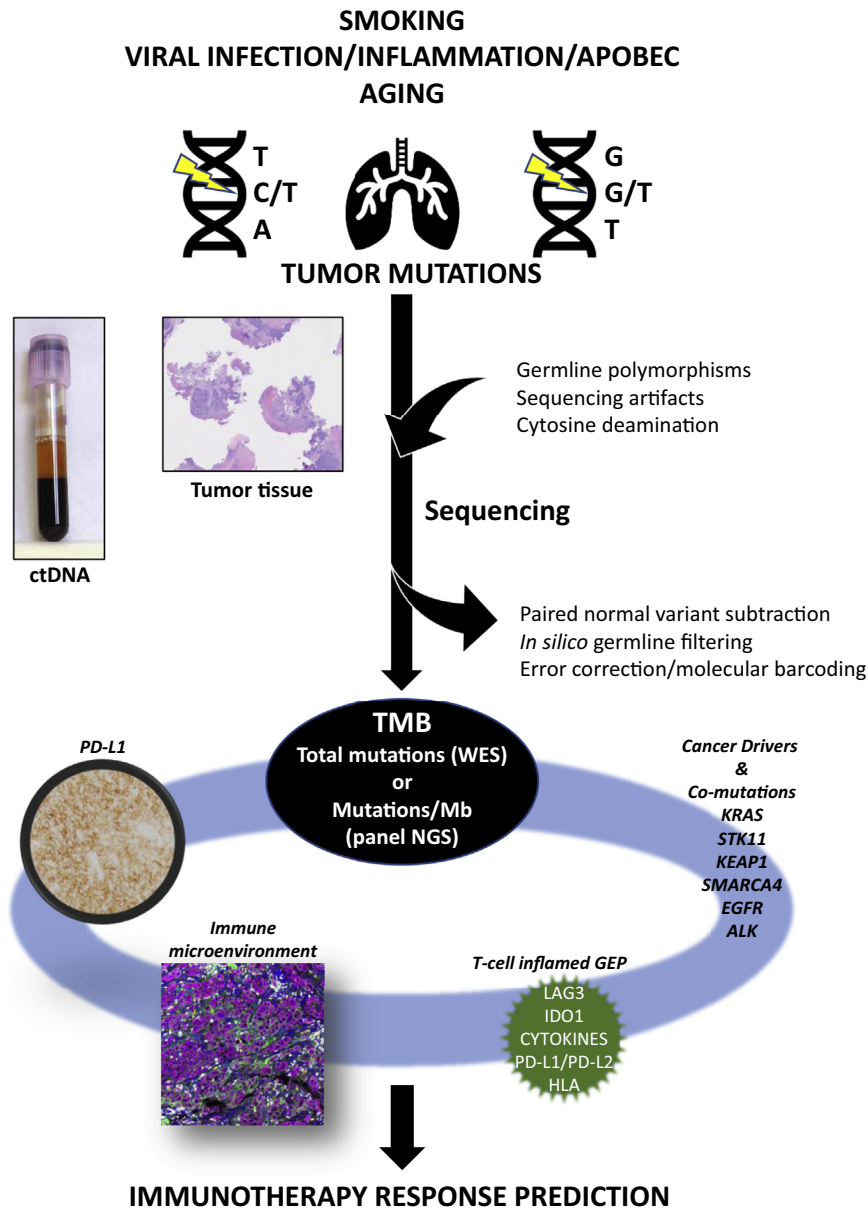 SMOKING
VIRAL INFECTION/INFLAMMATION/APOBEC
AGING
T
C/T
A
G
G/T
T
TUMOR MUTATIONS
Germline polymorphisms
Sequencing artifacts
Cytosine deamination
Tumor tissue
ctDNA
Sequencing
Paired normal variant subtraction
In silico germline filtering
Error correction/molecular barcoding
TMB
Total mutations (WES)
or
Mutations/Mb
(panel NGS)
PD-L1
Cancer Drivers
&
Co-mutations
KRAS
STK11
KEAP1
SMARCA4
EGFR
ALK
Immune
microenvironment
T-cell inflamed GEP
LAG3
IDO1
CYTOKINES
PD-L1/PD-L2
HLA
IMMUNOTHERAPY RESPONSE PREDICTION